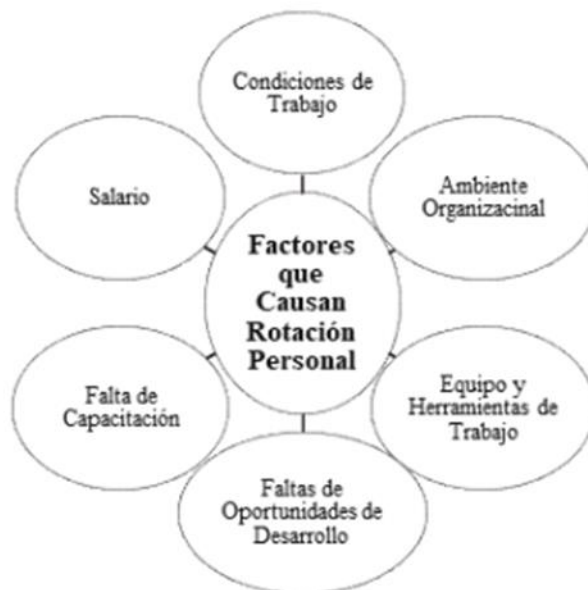 Condiciones de
Trabajo
Salario
Ambiente
Organizacinal
Factores
que
Causan
Rotación
Personal
Falta de
Capacitación
Equipo y
Herramientas de
Trabajo
Faltas de
Oportunidades de
Desarrollo